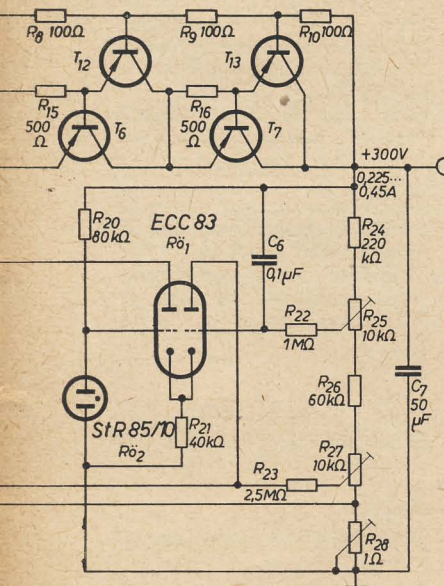 R8 100Ω
R9 100Ω
R10 100Ω
T12
T13
R15
500
Ω
T6
R16
500
Ω
T7
+300V
0,225...
0,45A
R20
80kΩ
ECC 83
Rö1
C6
0,1µF
R24
220
kΩ
R22
1MΩ
R25
10kΩ
R26
60kΩ
C7
50
µF
StR 85/10
Rö2
R21
40kΩ
R23
2,5MΩ
R27
10kΩ
R28
1Ω